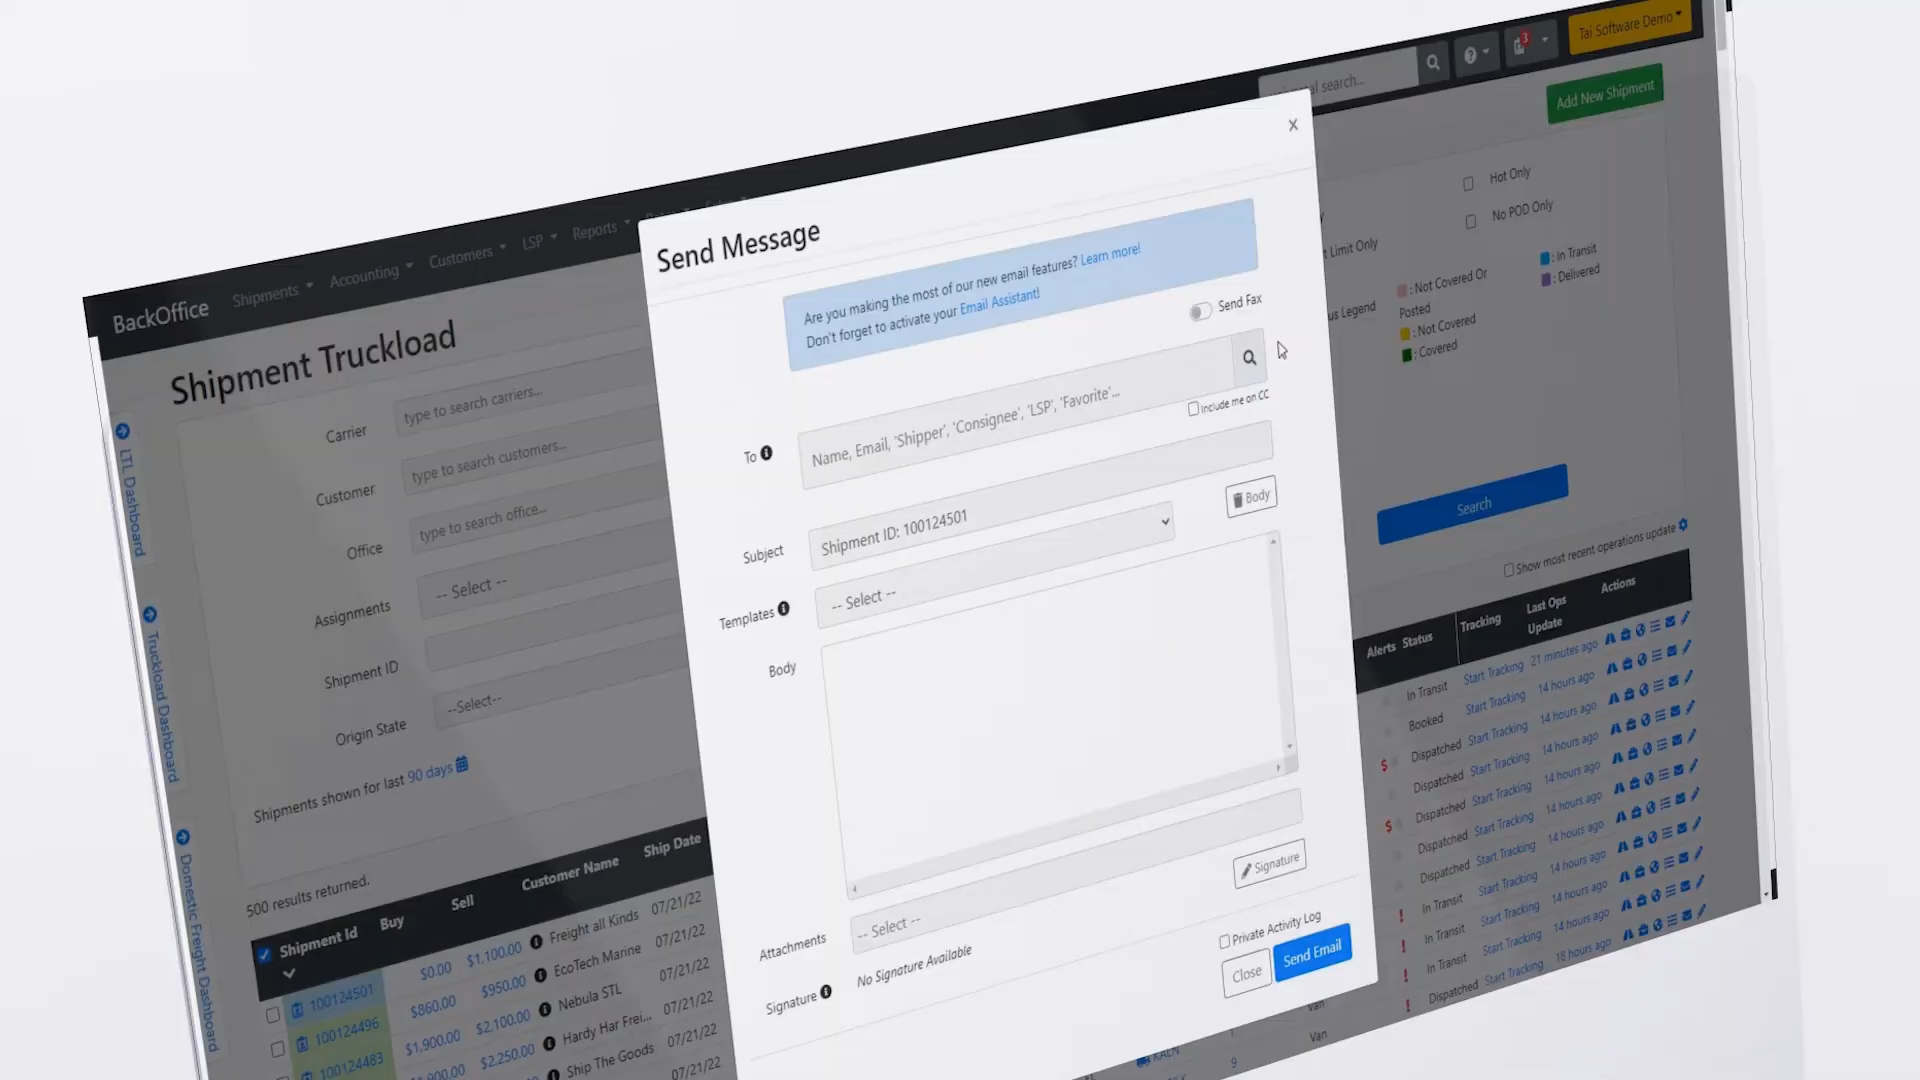 Tai Software Demo
3
Add New Shipment
BackOffice
Shipments
Accounting
Customers
LSP
Reports
Shipment Truckload
LTL Dashboard
Truckload Dashboard
Domestic Freight Dashboard
Carrier
type to search carriers...
Customer
type to search customers...
Office
type to search office...
Assignments
-- Select --
Shipment ID
Origin State
--Select--
Shipments shown for last 90 days
500 results returned.
Shipment Id
Buy
Sell
Customer Name
Ship Date
100124501
$0.00
$1,100.00
Freight all Kinds
07/21/22
100124496
$860.00
$950.00
EcoTech Marine
07/21/22
100124483
$1,900.00
$2,100.00
Nebula STL
07/21/22
$2,250.00
Hardy Har Frei...
07/21/22
Ship The Goods
07/21/22
07/21/22
Send Message
×
Are you making the most of our new email features? Learn more!
Don't forget to activate your Email Assistant!
Send Fax
To
Name, Email, 'Shipper', 'Consignee', 'LSP', 'Favorite'...
Include me on CC
Subject
Shipment ID: 100124501
Body
Templates
-- Select --
Body
Attachments
-- Select --
Signature
Signature
No Signature Available
Private Activity Log
Close
Send Email
search...
Hot Only
No POD Only
Limit Only
Legend
: Not Covered Or
Posted
: Not Covered
: Covered
: In Transit
: Delivered
Search
Show most recent operations update
Alerts
Status
Tracking
Last Ops
Update
Actions
In Transit
Start Tracking
21 minutes ago
Booked
Start Tracking
14 hours ago
Dispatched
Start Tracking
14 hours ago
Dispatched
Start Tracking
14 hours ago
$
Dispatched
Start Tracking
14 hours ago
Dispatched
Start Tracking
14 hours ago
$
Dispatched
Start Tracking
14 hours ago
In Transit
Start Tracking
14 hours ago
!
In Transit
Start Tracking
14 hours ago
!
In Transit
Start Tracking
14 hours ago
!
Dispatched
Start Tracking
18 hours ago
!
Van
Van
9